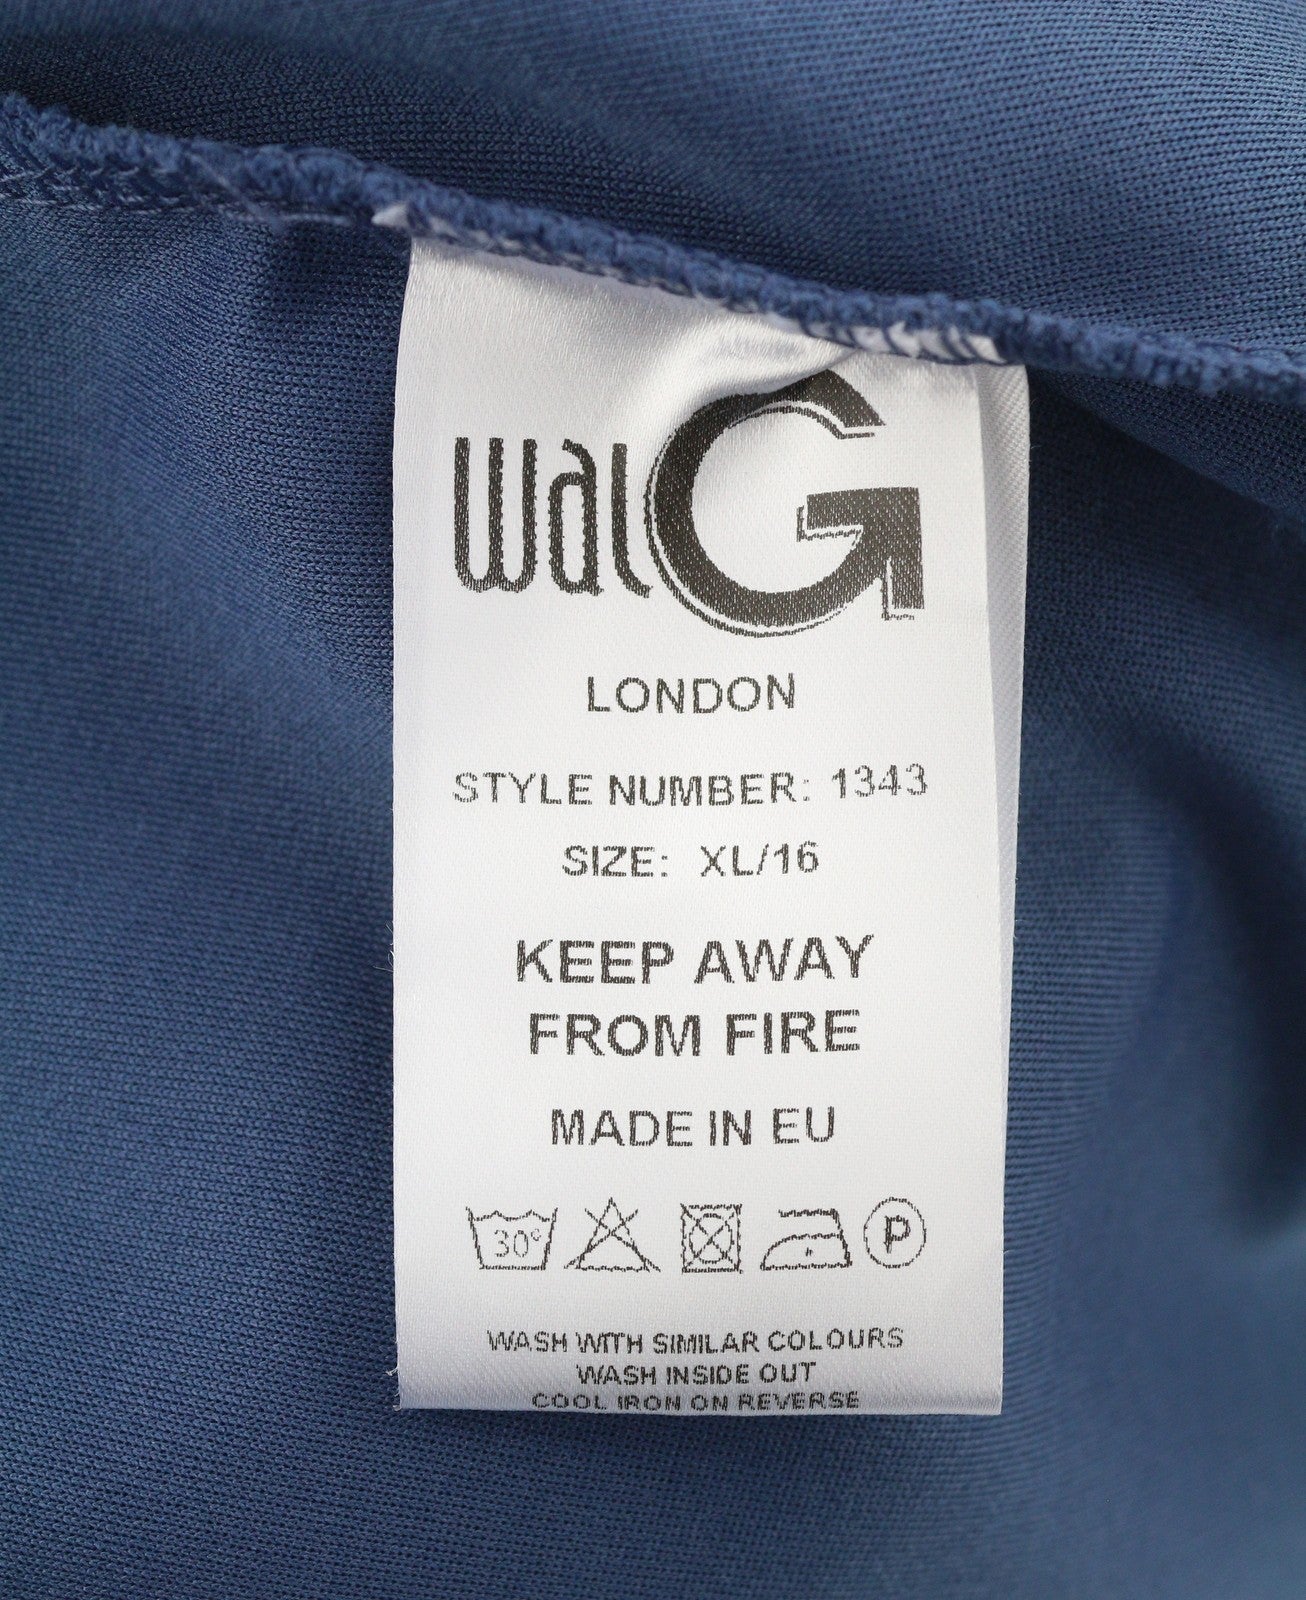 walG
LONDON
STYLE NUMBER: 1343
SIZE: XL/16
KEEP AWAY
FROM FIRE
MADE IN EU
30° P
WASH WITH SIMILAR COLOURS
WASH INSIDE OUT
COOL IRON ON REVERSE